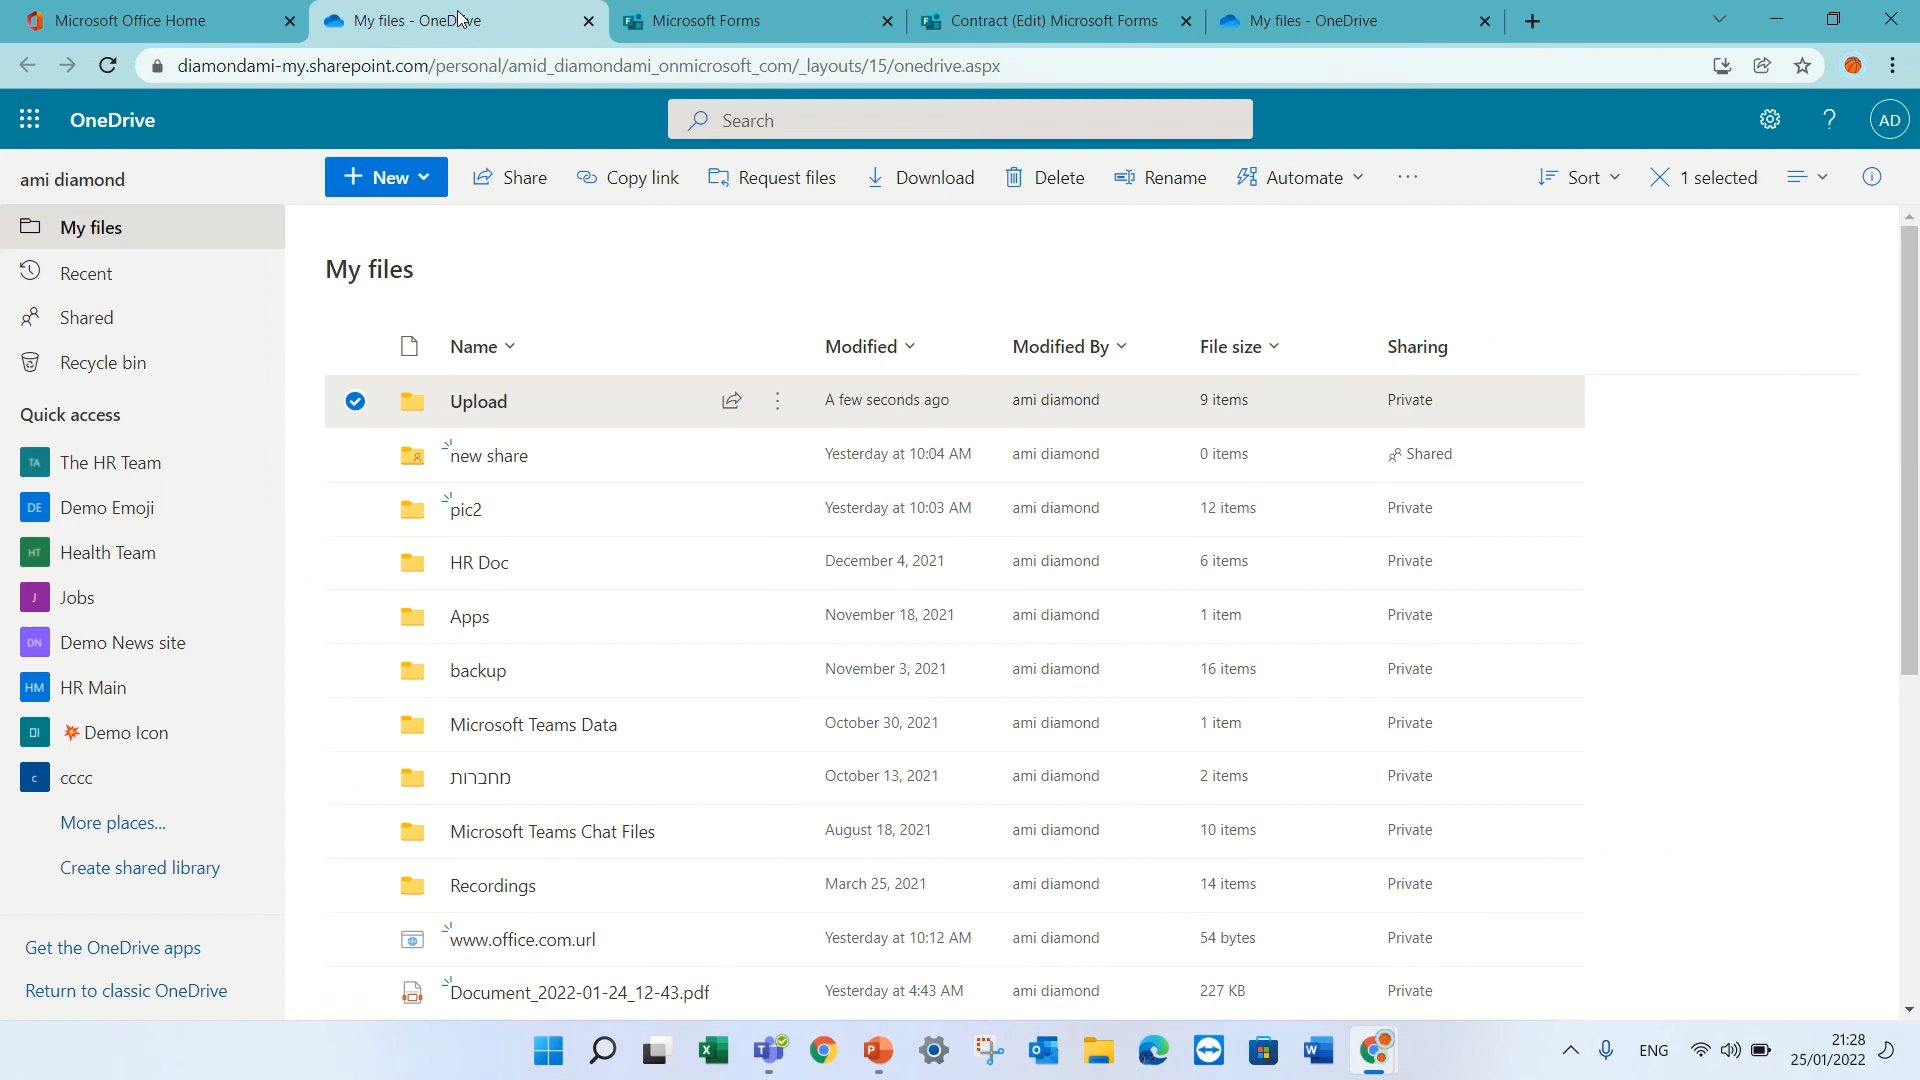 Microsoft Office Home
My files - OneDrive
Microsoft Forms
Contract (Edit) Microsoft Forms
My files - OneDrive
diamondami-my.sharepoint.com/personal/amid_diamondami_onmicrosoft_com/_layouts/15/onedrive.aspx
OneDrive
Search
AD
ami diamond
New
Share
Copy link
Request files
Download
Delete
Rename
Automate
Sort
1 selected
My files
Recent
Shared
Recycle bin
Quick access
TA The HR Team
DE Demo Emoji
HT Health Team
J Jobs
DN Demo News site
HM HR Main
DI Demo Icon
c cccc
More places...
Create shared library
Get the OneDrive apps
Return to classic OneDrive
My files
Name Modified Modified By File size Sharing
Upload A few seconds ago ami diamond 9 items Private
new share Yesterday at 10:04 AM ami diamond 0 items Shared
pic2 Yesterday at 10:03 AM ami diamond 12 items Private
HR Doc December 4, 2021 ami diamond 6 items Private
Apps November 18, 2021 ami diamond 1 item Private
backup November 3, 2021 ami diamond 16 items Private
Microsoft Teams Data October 30, 2021 ami diamond 1 item Private
מחברות October 13, 2021 ami diamond 2 items Private
Microsoft Teams Chat Files August 18, 2021 ami diamond 10 items Private
Recordings March 25, 2021 ami diamond 14 items Private
www.office.com.url Yesterday at 10:12 AM ami diamond 54 bytes Private
Document_2022-01-24_12-43.pdf Yesterday at 4:43 AM ami diamond 227 KB Private
ENG
21:28
25/01/2022